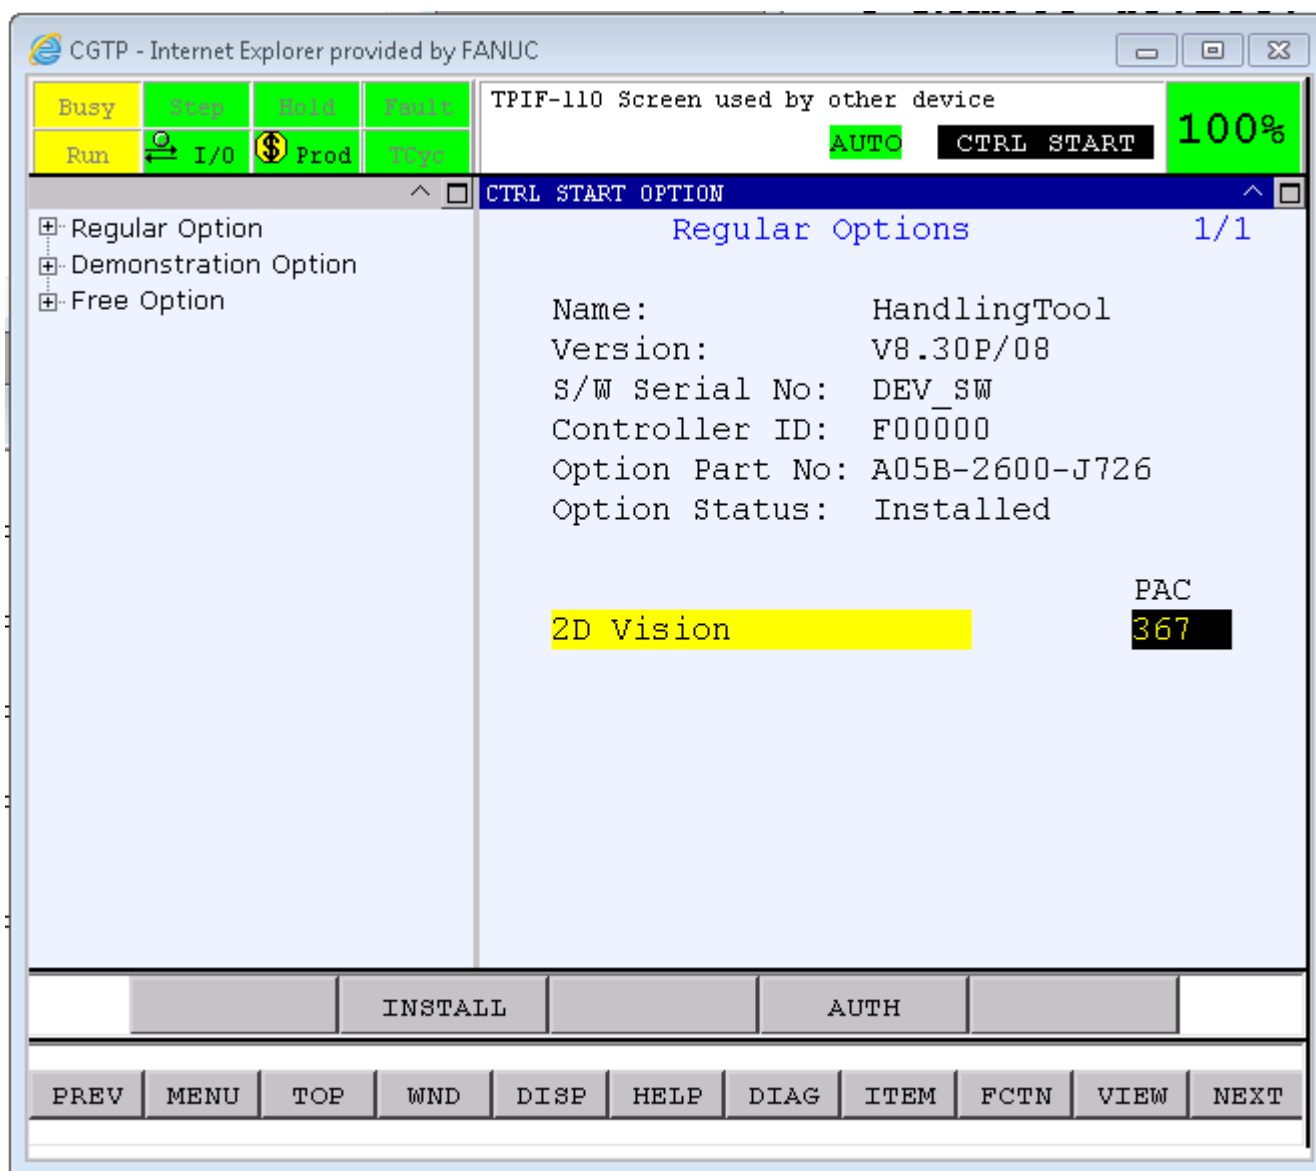 CGTP - Internet Explorer provided by FANUC
Busy Step Hold Fault
TPIF-110 Screen used by other device
Run I/O Prod TCyc
AUTO CTRL START 100%
CTRL START OPTION
Regular Option
Demonstration Option
Free Option
Regular Options 1/1
Name: HandlingTool
Version: V8.30P/08
S/W Serial No: DEV_SW
Controller ID: F00000
Option Part No: A05B-2600-J726
Option Status: Installed
PAC
2D Vision 367
INSTALL AUTH
PREV MENU TOP WND DISP HELP DIAG ITEM FCTN VIEW NEXT